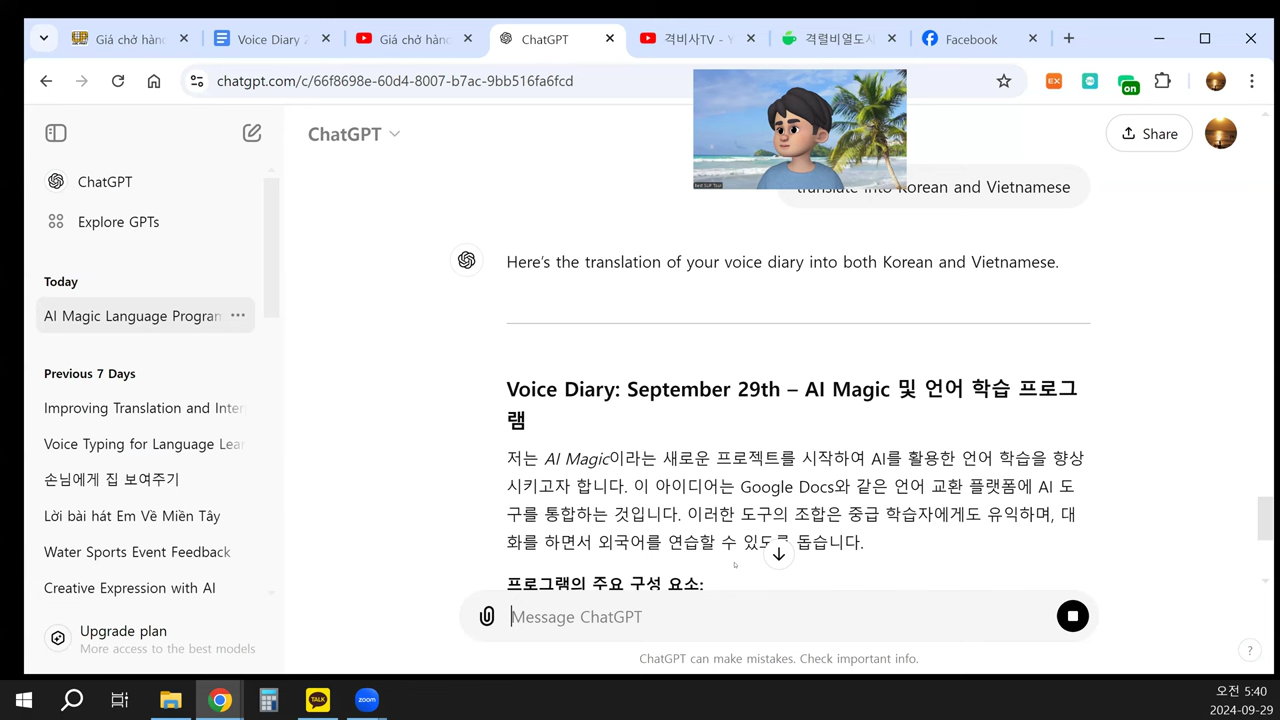 Giá chở hàn
Voice Diary 2
Giá chở hàn
ChatGPT
격비사TV - Y
격렬비열도시
Facebook
chatgpt.com/c/66f8698e-60d4-8007-b7ac-9bb516fa6fcd
EX
on
ChatGPT
Share
ChatGPT
Explore GPTs
translate into Korean and Vietnamese
Here's the translation of your voice diary into both Korean and Vietnamese.
Today
AI Magic Language Program
Previous 7 Days
Improving Translation and Inter
Voice Typing for Language Lear
손님에게 집 보여주기
Lời bài hát Em Về Miền Tây
Water Sports Event Feedback
Creative Expression with AI
Upgrade plan
More access to the best models
Voice Diary: September 29th – AI Magic 및 언어 학습 프로그
램
저는 AI Magic이라는 새로운 프로젝트를 시작하여 AI를 활용한 언어 학습을 향상
시키고자 합니다. 이 아이디어는 Google Docs와 같은 언어 교환 플랫폼에 AI 도
구를 통합하는 것입니다. 이러한 도구의 조합은 중급 학습자에게도 유익하며, 대
화를 하면서 외국어를 연습할 수 있도록 돕습니다.
프로그램의 주요 구성 요소:
Message ChatGPT
ChatGPT can make mistakes. Check important info.
?
TALK
zoom
오전 5:40
2024-09-29